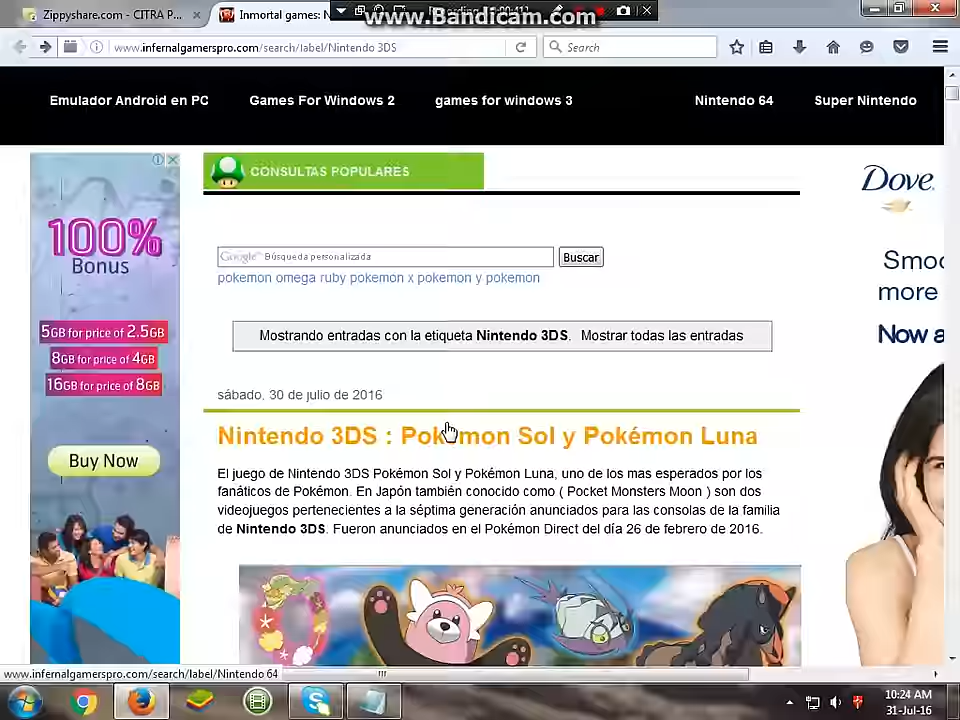 Zippyshare.com - CITRA P...
Inmortal games: N
www.Bandicam.com
www.infernalgamerspro.com/search/label/Nintendo 3DS
Search
Emulador Android en PC
Games For Windows 2
games for windows 3
Nintendo 64
Super Nintendo
CONSULTAS POPULARES
Google™ Búsqueda personalizada
Buscar
pokemon omega ruby pokemon x pokemon y pokemon
Mostrando entradas con la etiqueta Nintendo 3DS. Mostrar todas las entradas
sábado, 30 de julio de 2016
Nintendo 3DS : Pokémon Sol y Pokémon Luna
El juego de Nintendo 3DS Pokémon Sol y Pokémon Luna, uno de los mas esperados por los
fanáticos de Pokémon. En Japón también conocido como ( Pocket Monsters Moon ) son dos
videojuegos pertenecientes a la séptima generación anunciados para las consolas de la familia
de Nintendo 3DS. Fueron anunciados en el Pokémon Direct del día 26 de febrero de 2016.
100%
Bonus
5GB for price of 2.5GB
8GB for price of 4GB
16GB for price of 8GB
Buy Now
Dove
Smoo
more
Now a
www.infernalgamerspro.com/search/label/Nintendo 64
10:24 AM
31-Jul-16